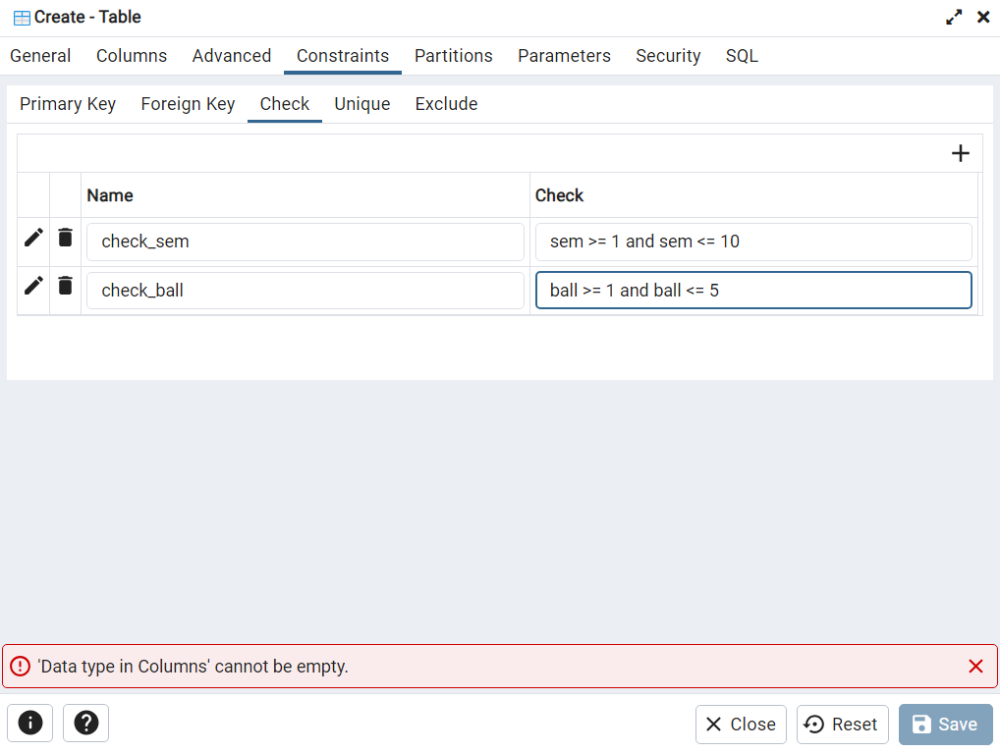 Create - Table
General Columns Advanced Constraints Partitions Parameters Security SQL
Primary Key Foreign Key Check Unique Exclude
Name Check
check_sem sem >= 1 and sem <= 10
check_ball ball >= 1 and ball <= 5
'Data type in Columns' cannot be empty.
Close Reset Save